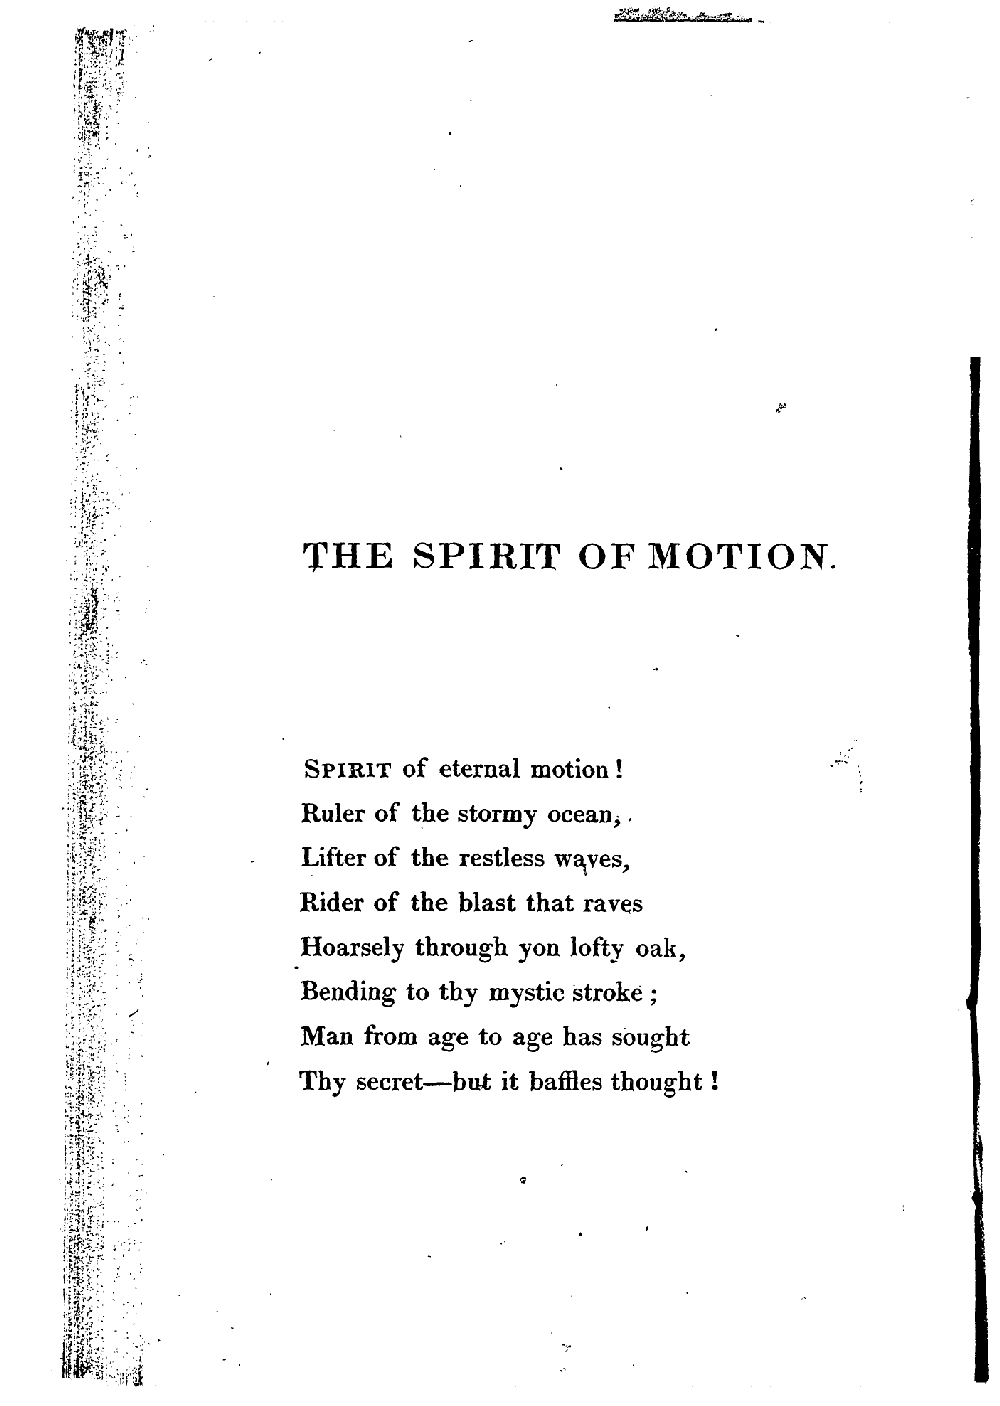 THE SPIRIT OF MOTION.
SPIRIT of eternal motion!
Ruler of the stormy ocean,
Lifter of the restless waves,
Rider of the blast that raves
Hoarsely through yon lofty oak,
Bending to thy mystic stroke;
Man from age to age has sought
Thy secret—but it baffles thought!